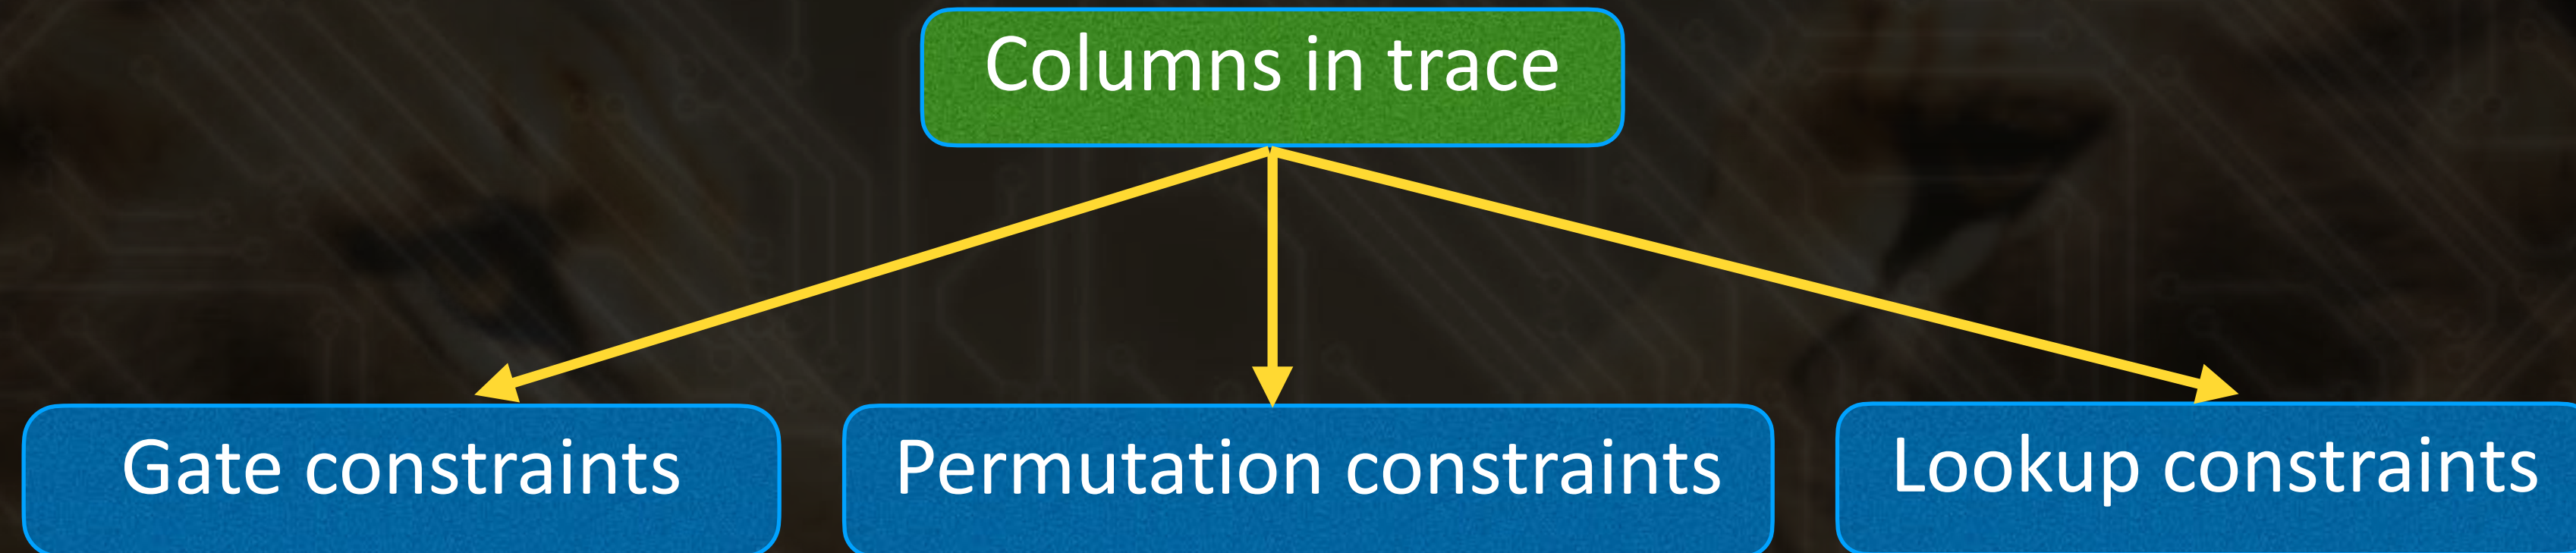 Columns in trace
Gate constraints
Permutation constraints
Lookup constraints